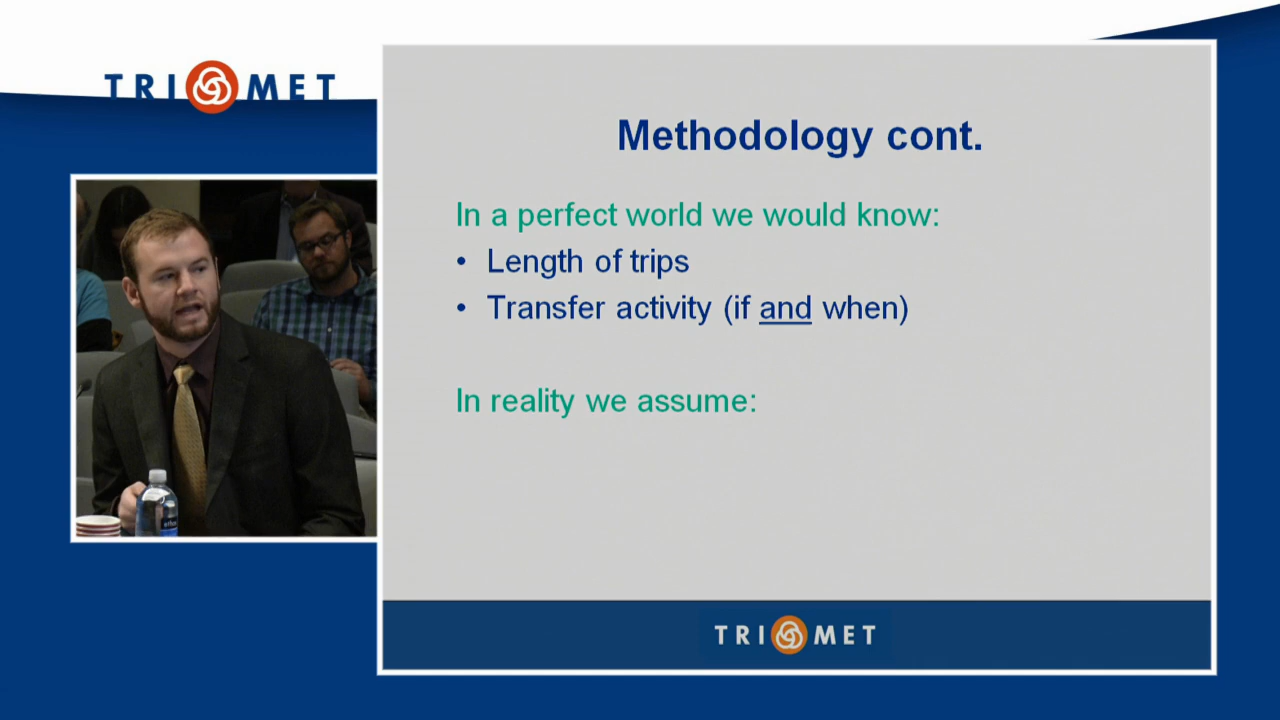 TRI MET
Methodology cont.
In a perfect world we would know:
• Length of trips
• Transfer activity (if and when)
In reality we assume:
TRI MET